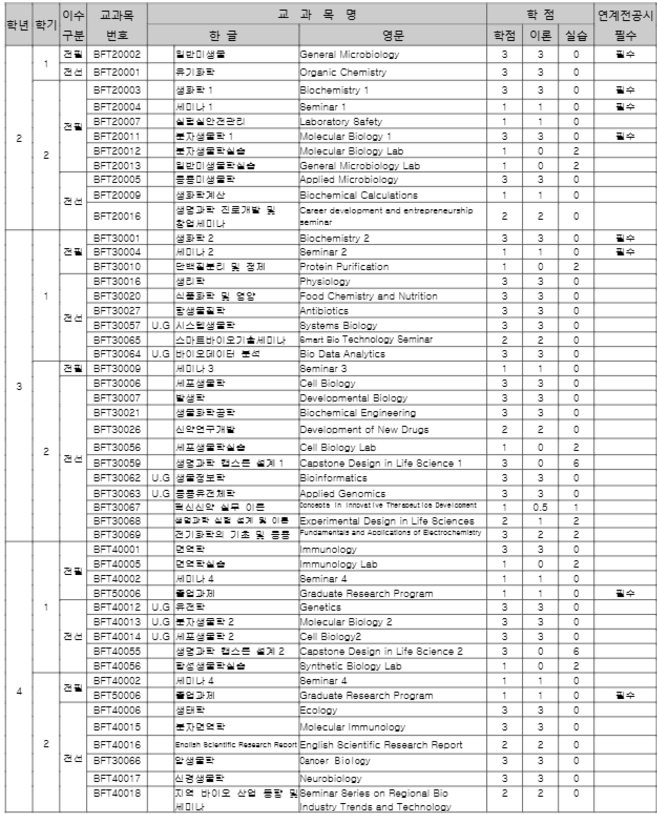 학년 학기 이수 구분 교과목 번호 교 과 목 명 학 점 연계전공시 필수
한 글 영문 학점 이론 실습
2 1 전필 BFT20002 일반미생물 General Microbiology 3 3 0 필수
전선 BFT20001 유기화학 Organic Chemistry 3 3 0
2 전필 BFT20003 생화학 1 Biochemistry 1 3 3 0 필수
BFT20004 세미나 1 Seminar 1 1 1 0 필수
BFT20007 실험실안전관리 Laboratory Safety 1 1 0
BFT20011 분자생물학 1 Molecular Biology 1 3 3 0 필수
BFT20012 분자생물학실습 Molecular Biology Lab 1 0 2
BFT20013 일반미생물학실습 General Microbiology Lab 1 0 2
전선 BFT20005 응용미생물학 Applied Microbiology 3 3 0
BFT20009 생화학계산 Biochemical Calculations 1 1 0
BFT20016 생명과학 진로개발 및 창업세미나 Career development and entrepreneurship seminar 2 2 0
3 1 전필 BFT30001 생화학 2 Biochemistry 2 3 3 0 필수
BFT30004 세미나 2 Seminar 2 1 1 0 필수
BFT30010 단백질분리 및 정제 Protein Purification 1 0 2
전선 BFT30016 생리학 Physiology 3 3 0
BFT30020 식품화학 및 영양 Food Chemistry and Nutrition 3 3 0
BFT30027 항생물질학 Antibiotics 3 3 0
BFT30057 U.G 시스템생물학 Systems Biology 3 3 0
BFT30065 스마트바이오기술세미나 Smart Bio Technology Seminar 2 2 0
BFT30064 U.G 바이오데이터 분석 Bio Data Analytics 3 3 0
2 전필 BFT30009 세미나 3 Seminar 3 1 1 0
전선 BFT30006 세포생물학 Cell Biology 3 3 0
BFT30007 발생학 Developmental Biology 3 3 0
BFT30021 생물화학공학 Biochemical Engineering 3 3 0
BFT30026 신약연구개발 Development of New Drugs 2 2 0
BFT30056 세포생물학실습 Cell Biology Lab 1 0 2
BFT30059 생명과학 캡스톤 설계 1 Capstone Design in Life Science 1 3 0 6
BFT30062 U.G 생물정보학 Bioinformatics 3 3 0
BFT30063 U.G 응용유전체학 Applied Genomics 3 3 0
BFT30067 혁신신약 실무 이론 Concepts in Innovative Therapeutics Development 1 0.5 1
BFT30068 생명과학 실험 설계 및 이론 Experimental Design in Life Sciences 2 1 2
BFT30069 전기화학의 기초 및 응용 Fundamentals and Applications of Electrochemistry 3 2 2
4 1 전필 BFT40001 면역학 Immunology 3 3 0
BFT40005 면역학실습 Immunology Lab 1 0 2
BFT40002 세미나 4 Seminar 4 1 1 0
BFT50006 졸업과제 Graduate Research Program 1 1 0 필수
전선 BFT40012 U.G 유전학 Genetics 3 3 0
BFT40013 U.G 분자생물학 2 Molecular Biology 2 3 3 0
BFT40014 U.G 세포생물학 2 Cell Biology2 3 3 0
BFT40055 생명과학 캡스톤 설계 2 Capstone Design in Life Science 2 3 0 6
BFT40056 합성생물학실습 Synthetic Biology Lab 1 0 2
2 전필 BFT40002 세미나 4 Seminar 4 1 1 0
BFT50006 졸업과제 Graduate Research Program 1 1 0 필수
전선 BFT40006 생태학 Ecology 3 3 0
BFT40015 분자면역학 Molecular Immunology 3 3 0
BFT40016 English Scientific Research Report English Scientific Research Report 2 2 0
BFT30066 암생물학 Cancer Biology 3 3 0
BFT40017 신경생물학 Neurobiology 3 3 0
BFT40018 지역 바이오 산업 동향 및 세미나 Seminar Series on Regional Bio Industry Trends and Technology 2 2 0